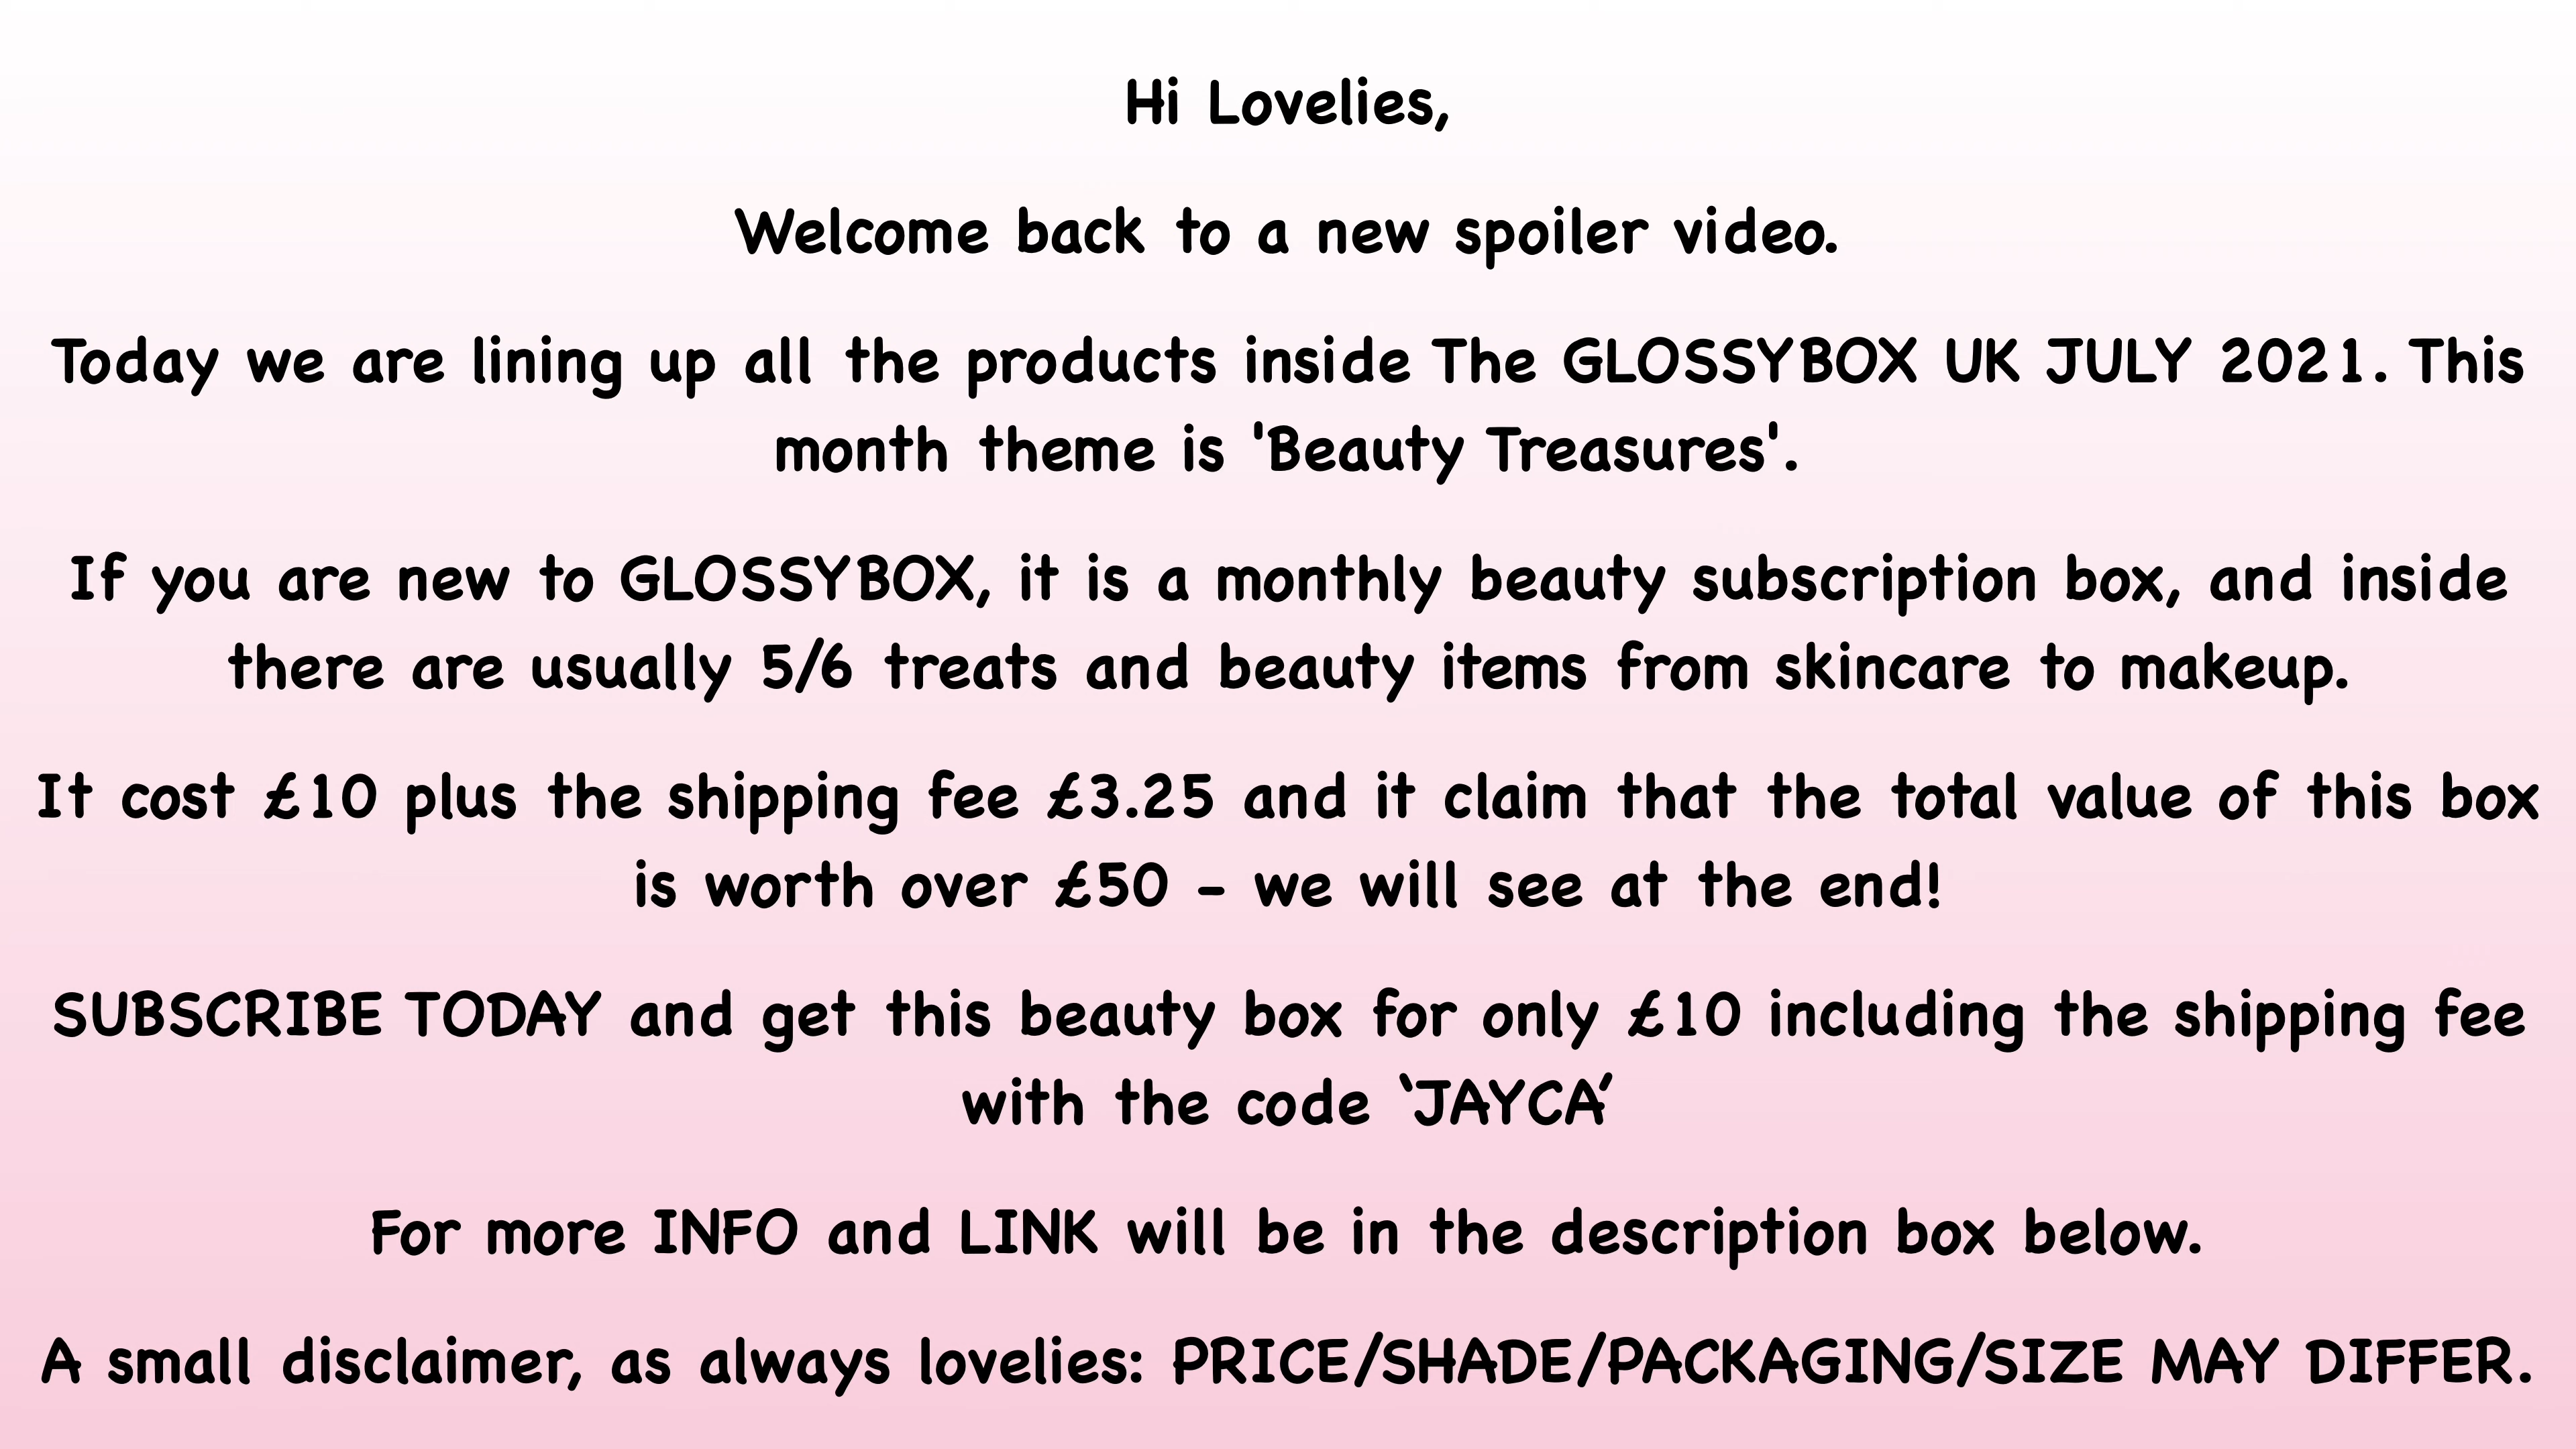 Hi Lovelies,
Welcome back to a new spoiler video.
Today we are lining up all the products inside The GLOSSYBOX UK JULY 2021. This
month theme is 'Beauty Treasures'.
If you are new to GLOSSYBOX, it is a monthly beauty subscription box, and inside
there are usually 5/6 treats and beauty items from skincare to makeup.
It cost £10 plus the shipping fee £3.25 and it claim that the total value of this box
is worth over £50 - we will see at the end!
SUBSCRIBE TODAY and get this beauty box for only £10 including the shipping fee
with the code ‘JAYCA’
For more INFO and LINK will be in the description box below.
A small disclaimer, as always lovelies: PRICE/SHADE/PACKAGING/SIZE MAY DIFFER.